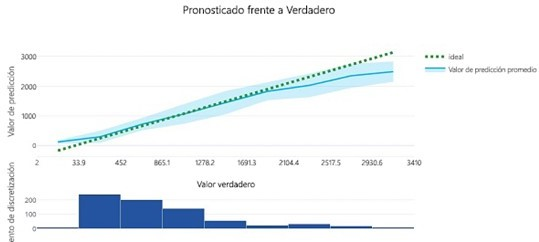 Pronosticado frente a Verdadero
ideal
Valor de predicción promedio
Valor de predicción
3000
2000
1000
0
2 33.9 452 865.1 1278.2 1691.3 2104.4 2517.5 2930.6 3410
Valor verdadero
ento de discretización
200
100
0